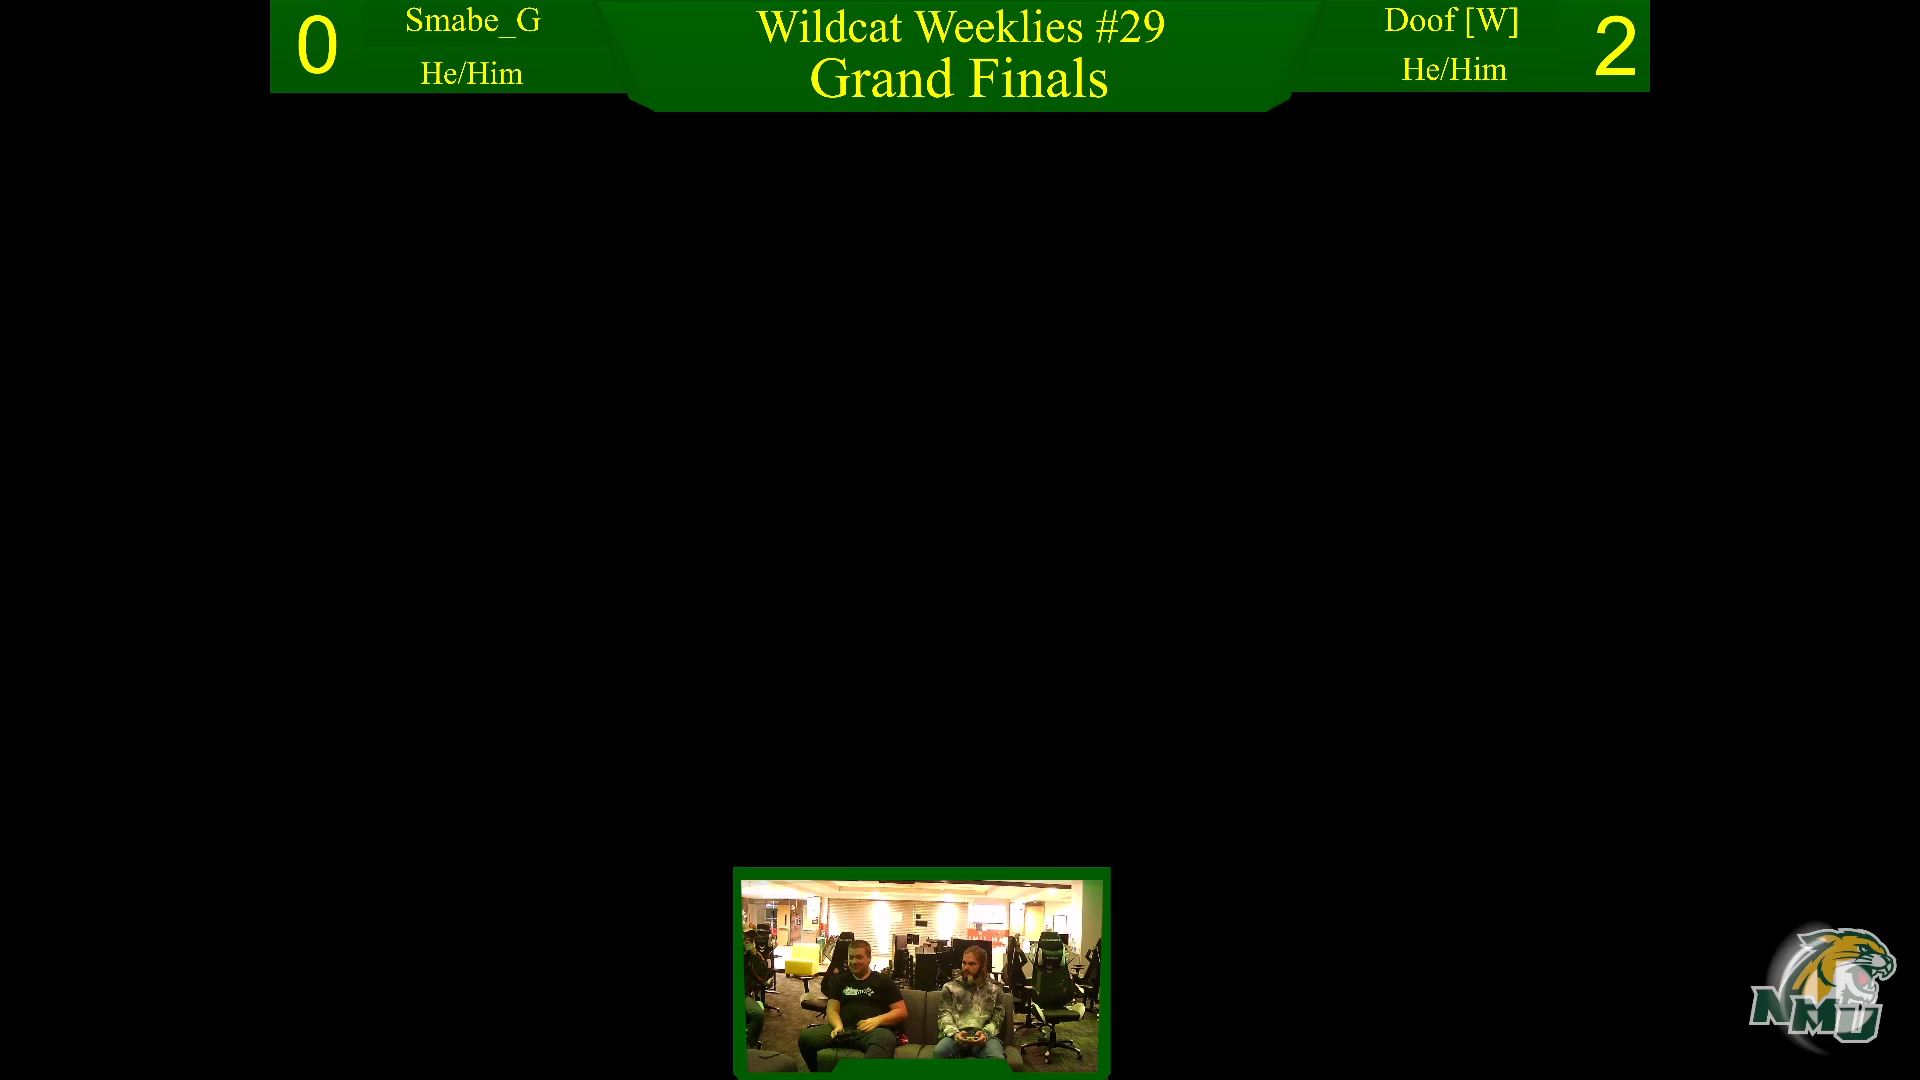 0
Smabe_G
He/Him
Wildcat Weeklies #29
Grand Finals
Doof [W]
He/Him
2
NMU